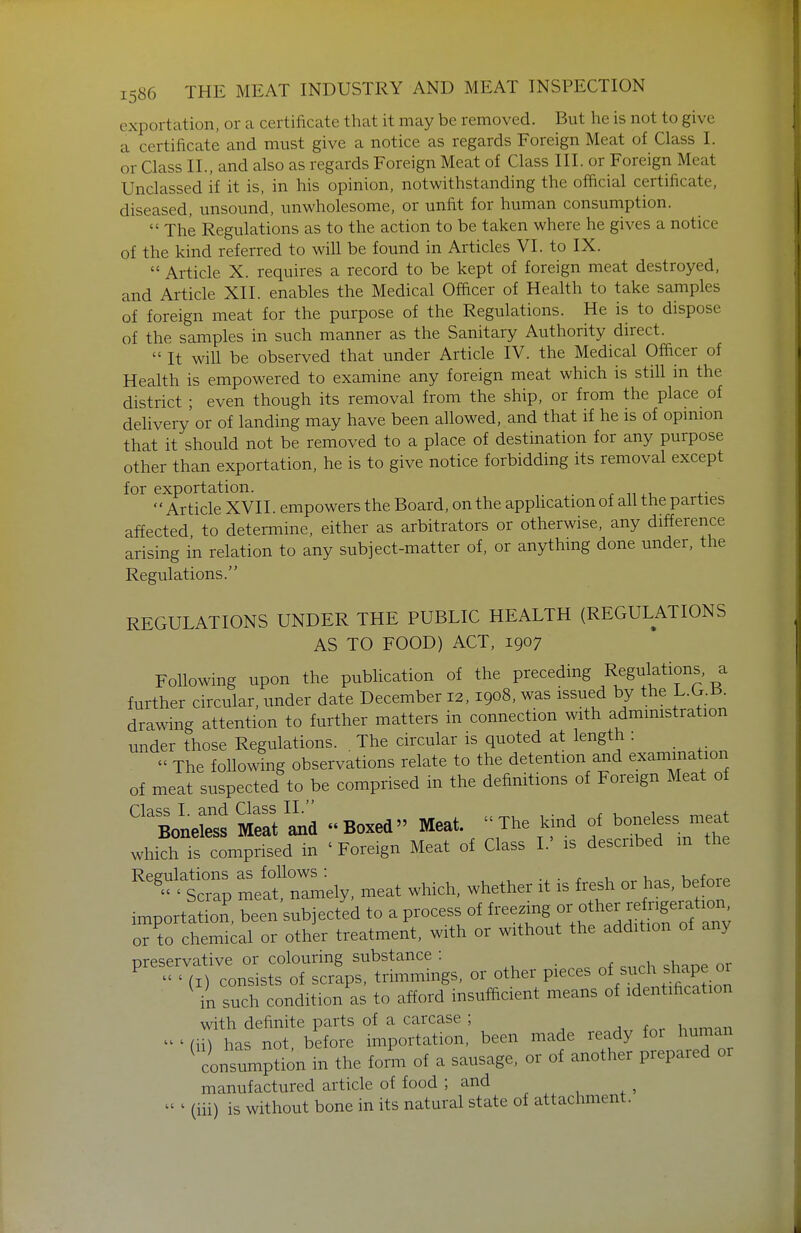 1586 THE MEAT INDUSTRY AND MEAT INSPECTION
exportation, or a certificate that it may be removed. But he is not to give
a certificate and must give a notice as regards Foreign Meat of Class I.
or Class II., and also as regards Foreign Meat of Class III. or Foreign Meat
Unclassed if it is, in his opinion, notwithstanding the official certificate,
diseased, unsound, unwholesome, or unfit for human consumption.
“ The Regulations as to the action to be taken where he gives a notice
of the kind referred to will be found in Articles VI. to IX.
“ Article X. requires a record to be kept of foreign meat destroyed,
and Article XII. enables the Medical Officer of Health to take samples
of foreign meat for the purpose of the Regulations. He is to dispose
of the samples in such manner as the Sanitary Authority direct.
“ It will be observed that under Article IV. the Medical Officer of
Health is empowered to examine any foreign meat which is still in the
district ; even though its removal from the ship, or from the place of
delivery or of landing may have been allowed, and that if he is of opinion
that it should not be removed to a place of destination for any purpose
other than exportation, he is to give notice forbidding its removal except
for exportation.
“ Article XVII. empowers the Board, on the application of all the parties
affected, to determine, either as arbitrators or otherwise, any difference
arising in relation to any subject-matter of, or anything done under, the
Regulations.”
REGULATIONS UNDER THE PUBLIC HEALTH (REGULATIONS
AS TO FOOD) ACT, 1907
Following upon the publication of the preceding Regulations, a
further circular, under date December 12, 1908, was issued by the L.G.B.
drawing attention to further matters in connection with administration
under those Regulations. The circular is quoted at length :
“ The following observations relate to the detention and examination
of meat suspected to be comprised in the definitions of Foreign Meat of
Class I. and Class II.”
Boneless Meat and “Boxed” Meat. “ The kind of boneless meat
which is comprised in ‘ Foreign Meat of Class I.’ is described in the
Regulations as follows :
“ ‘ Scrap meat, namely, meat which, whether it is fresh or has, before
importation, been subjected to a process of freezing or other refrigeration,
or to chemical or other treatment, with or without the addition of any
preservative or colouring substance :
“ ‘ (i) consists of scraps, trimmings, or other pieces of such shape or
in such condition as to afford insufficient means of identification
with definite parts of a carcase ;
“ ‘ (ii) has not, before importation, been made ready for human
consumption in the form of a sausage, or of another prepared or
manufactured article of food ; and
“ ‘ (iii) is without bone in its natural state of attachment.’